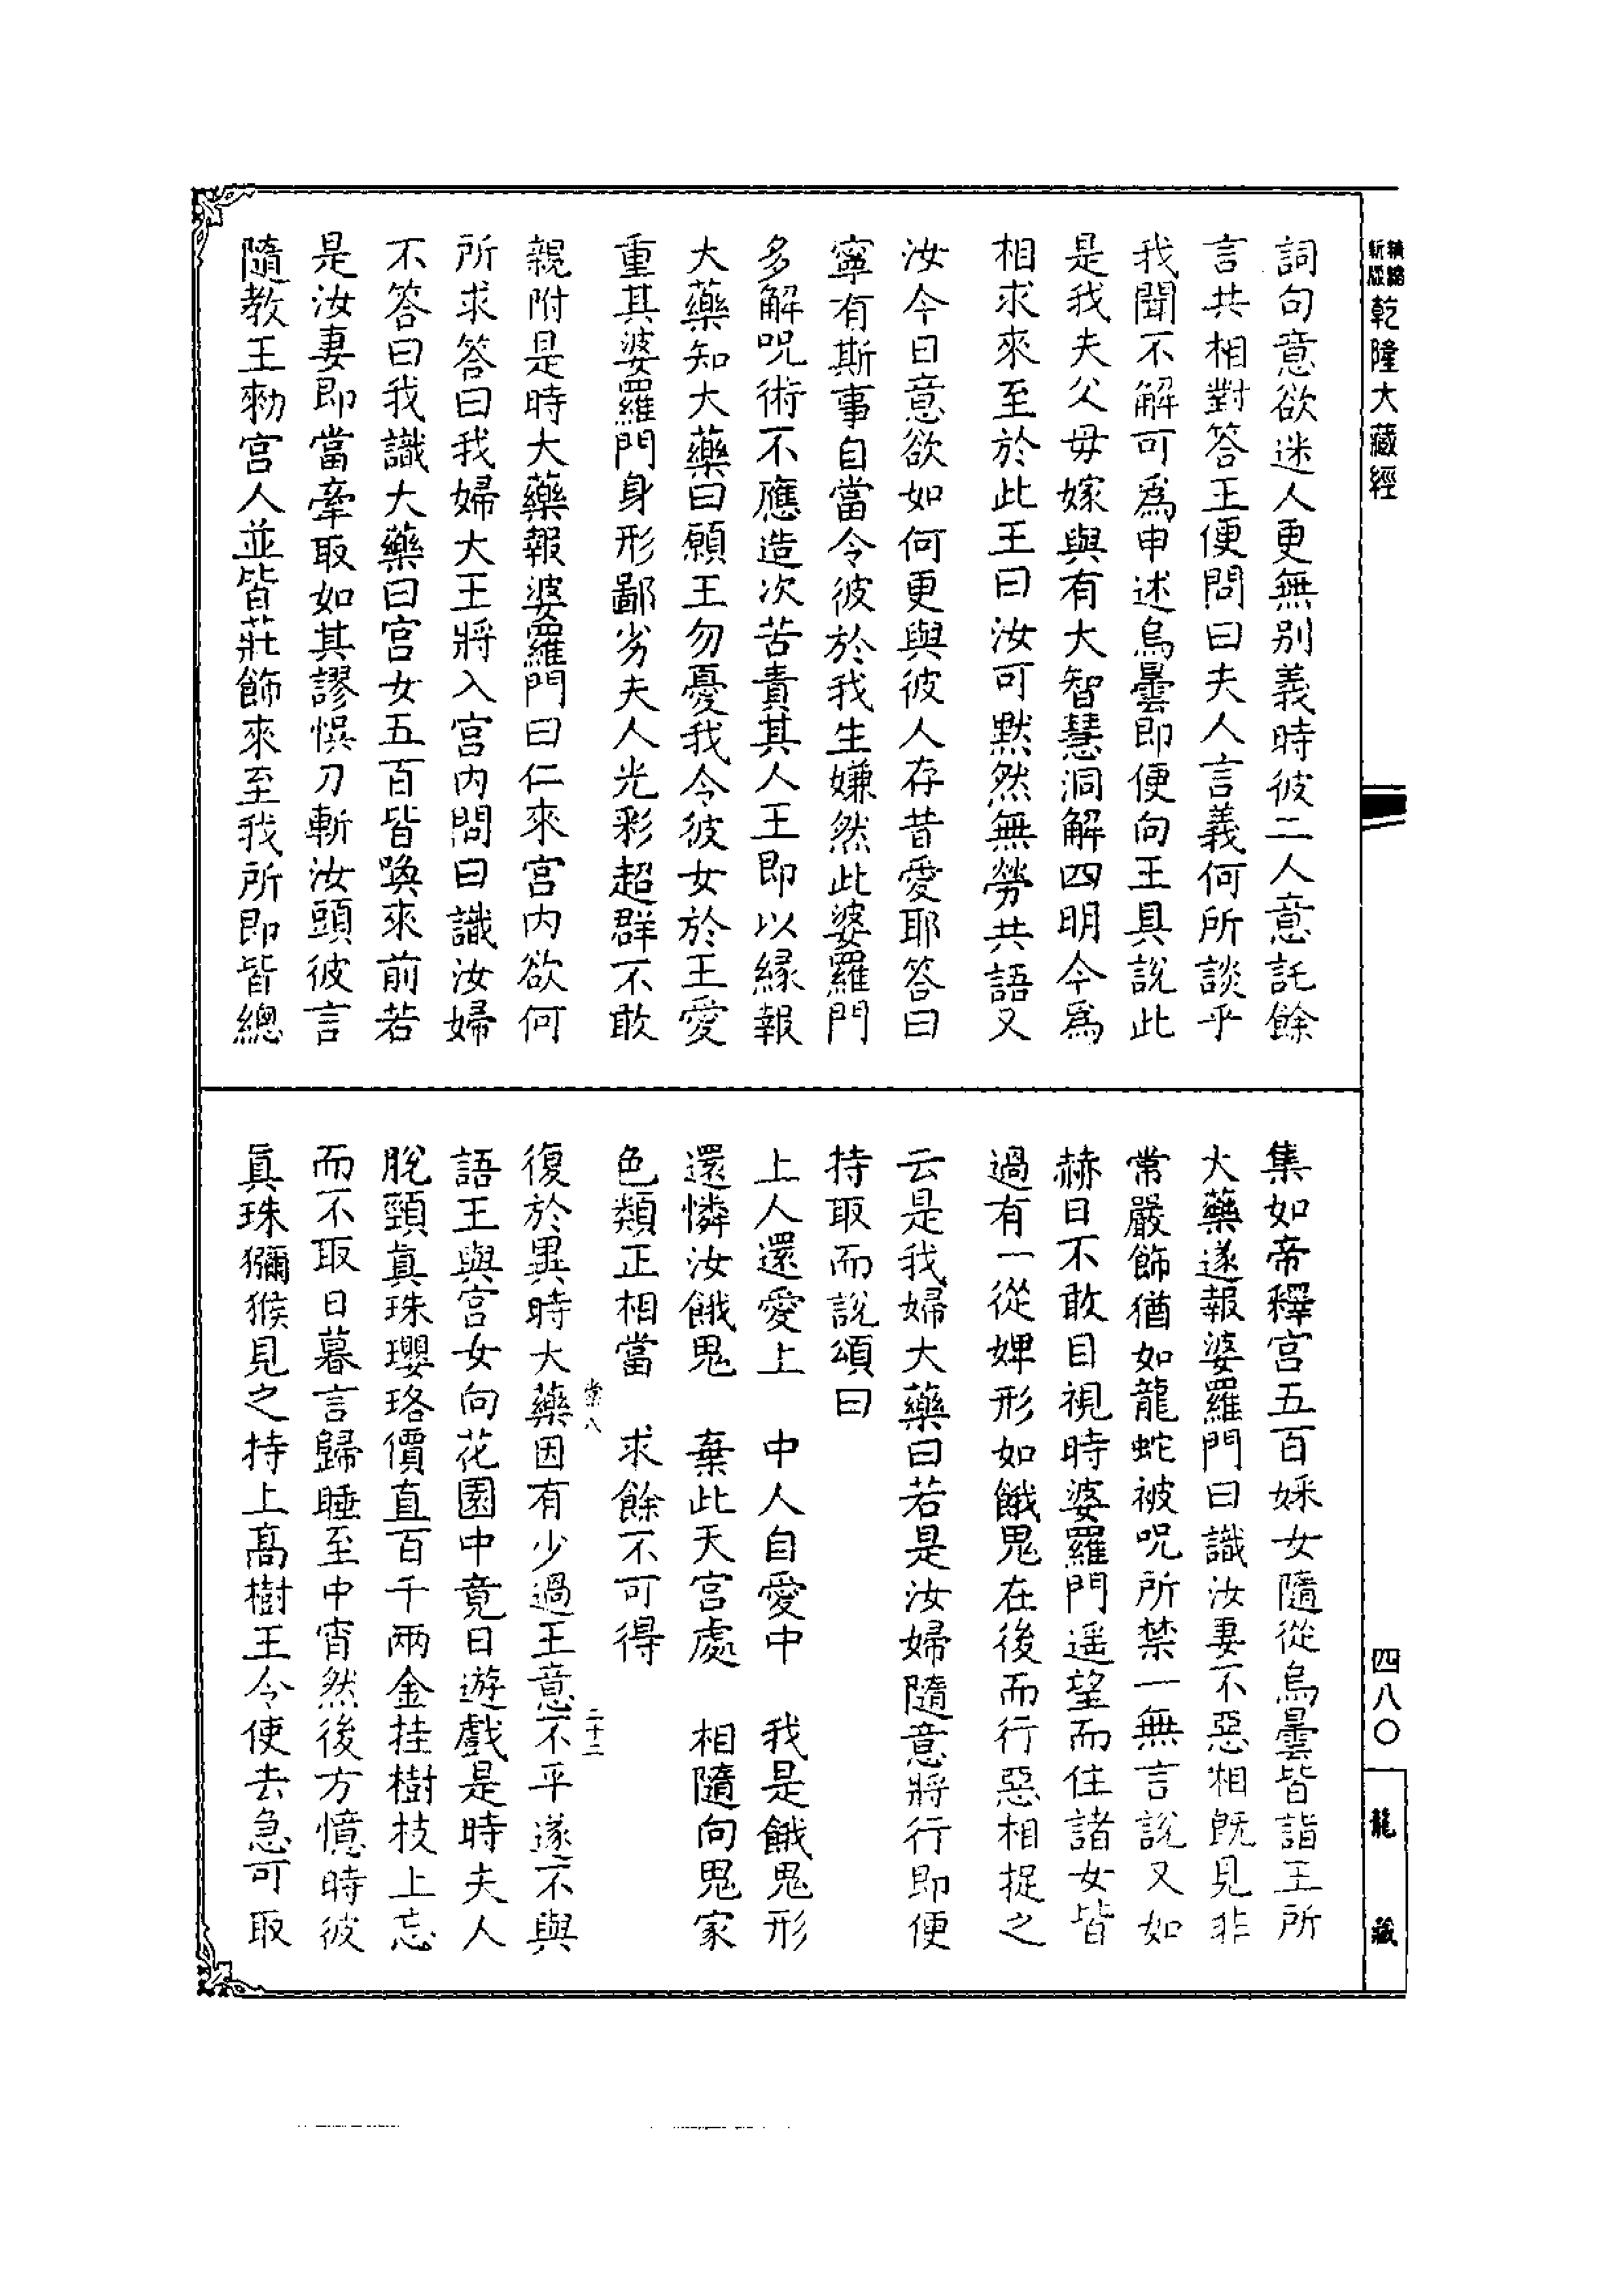 詞句意欲迷人更無別義時彼二人意託餘
言共相對答王便問曰夫人言義何所談乎
我聞不解可為申述烏曇即便向王具說此
是我夫父母嫁與有大智慧洞解四明今為
相求來至於此王曰汝可默然無勞共語又
汝今日意欲如何更與彼人存昔愛耶答曰
寧有斯事自當令彼於我生嫌然此婆羅門
多解呪術不應造次苦責其人王即以緣報
大藥知大藥曰願王勿憂我令彼女於王愛
重其婆羅門身形鄙劣夫人光彩超群不敢
親附是時大藥報婆羅門曰仁來宮內欲何
所求答曰我婦大王將入宮內問曰識汝婦
不答曰我識大藥曰宮女五百皆喚來前若
是汝妻即當牽取如其謬悞刀斬汝頭彼言
隨教王勑宮人並皆莊飾來至我所即皆總
集如帝釋宮五百婇女隨從烏曇皆詣王所
大藥遂報婆羅門曰識汝妻不惡相既見非
常嚴飾猶如龍蛇被呪所禁一無言說又如
赫日不敢目視時婆羅門遥望而住諸女皆
過有一從婢形如餓鬼在後而行惡相捉之
云是我婦大藥曰若是汝婦隨意將行即便
持取而說頌曰
上人還愛上 中人自愛中 我是餓鬼形
還憐汝餓鬼 棄此天宮處 相隨向鬼家
色類正相當 求餘不可得
棠八 二十二
復於異時大藥因有少過王意不平遂不與
語王與宮女向花園中竟日遊戲是時夫人
脫頸真珠瓔珞價直百千兩金挂樹枝上忘
而不取日暮言歸睡至中宵然後方憶時彼
真珠獼猴見之持上高樹王令使去急可取
乾隆大藏經
四八〇
龍藏